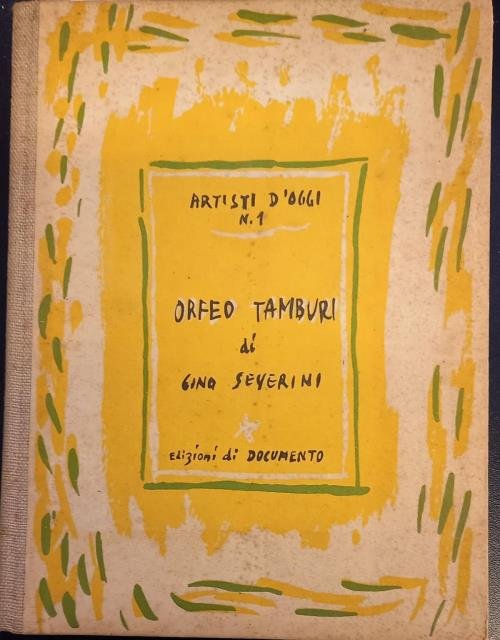 ARTISTI D'OGGI
N.1
ORFEO TAMBURI
di
GINO SEVERINI
Edizioni di DOCUMENTO